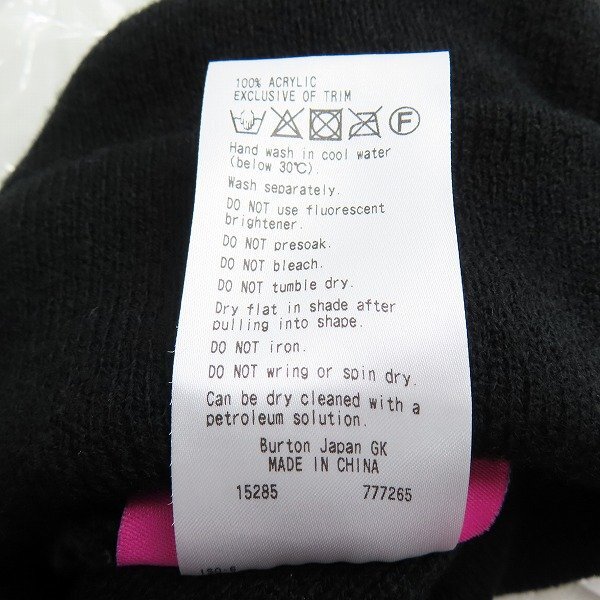 100% ACRYLIC
EXCLUSIVE OF TRIM
F
Hand wash in cool water
(below 30℃).
Wash separately.
DO NOT use fluorescent
brightener.
DO NOT presoak.
DO NOT bleach.
DO NOT tumble dry.
Dry flat in shade after
pulling into shape.
DO NOT iron.
DO NOT wring or spin dry.
Can be dry cleaned with a
petroleum solution.
Burton Japan GK
MADE IN CHINA
15285 777265